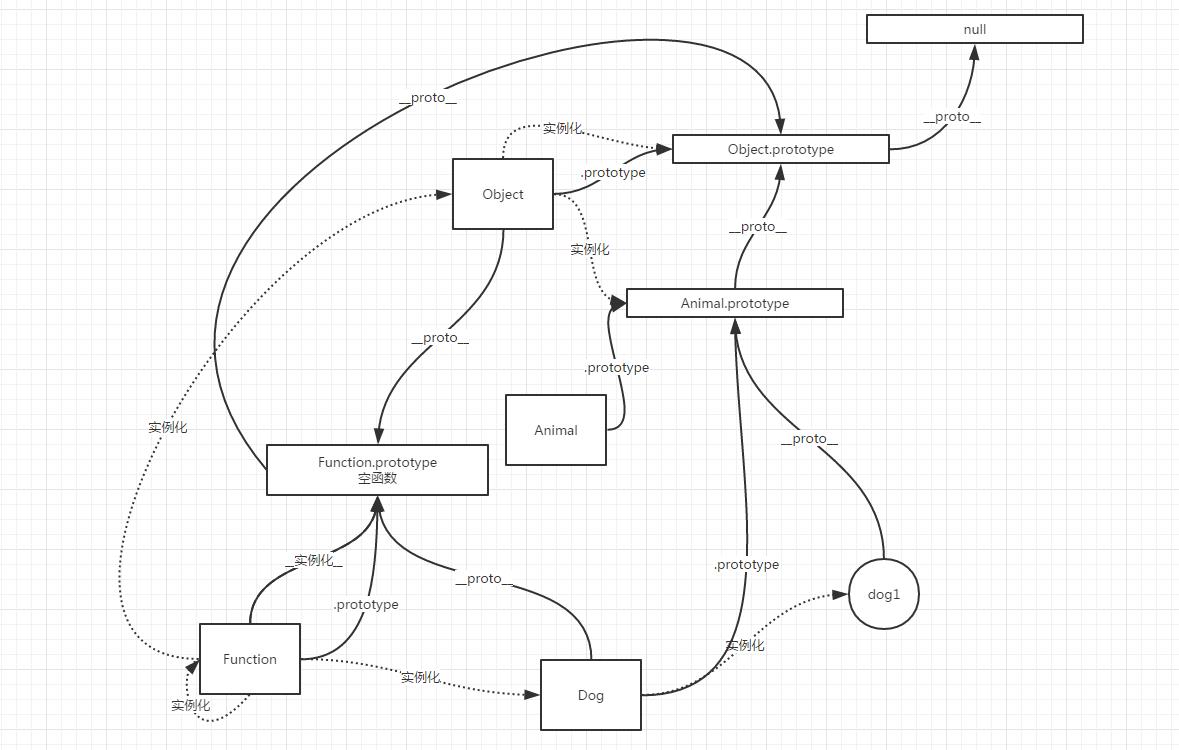 null
__proto__
__proto__
实例化
Object.prototype
.prototype
Object
__proto__
实例化
Animal.prototype
__proto__
.prototype
实例化
Animal
__proto__
Function.prototype
空函数
__实例化__
.prototype
__proto__
.prototype
dog1
Function
实例化
实例化
实例化
Dog